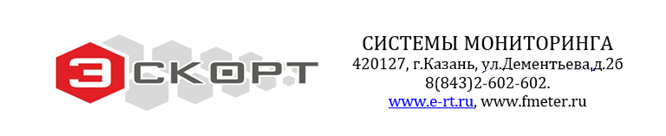 ЭСКОРТ
СИСТЕМЫ МОНИТОРИНГА
420127, г.Казань, ул.Дементьева,д.2б
8(843)2-602-602.
www.e-rt.ru, www.fmeter.ru